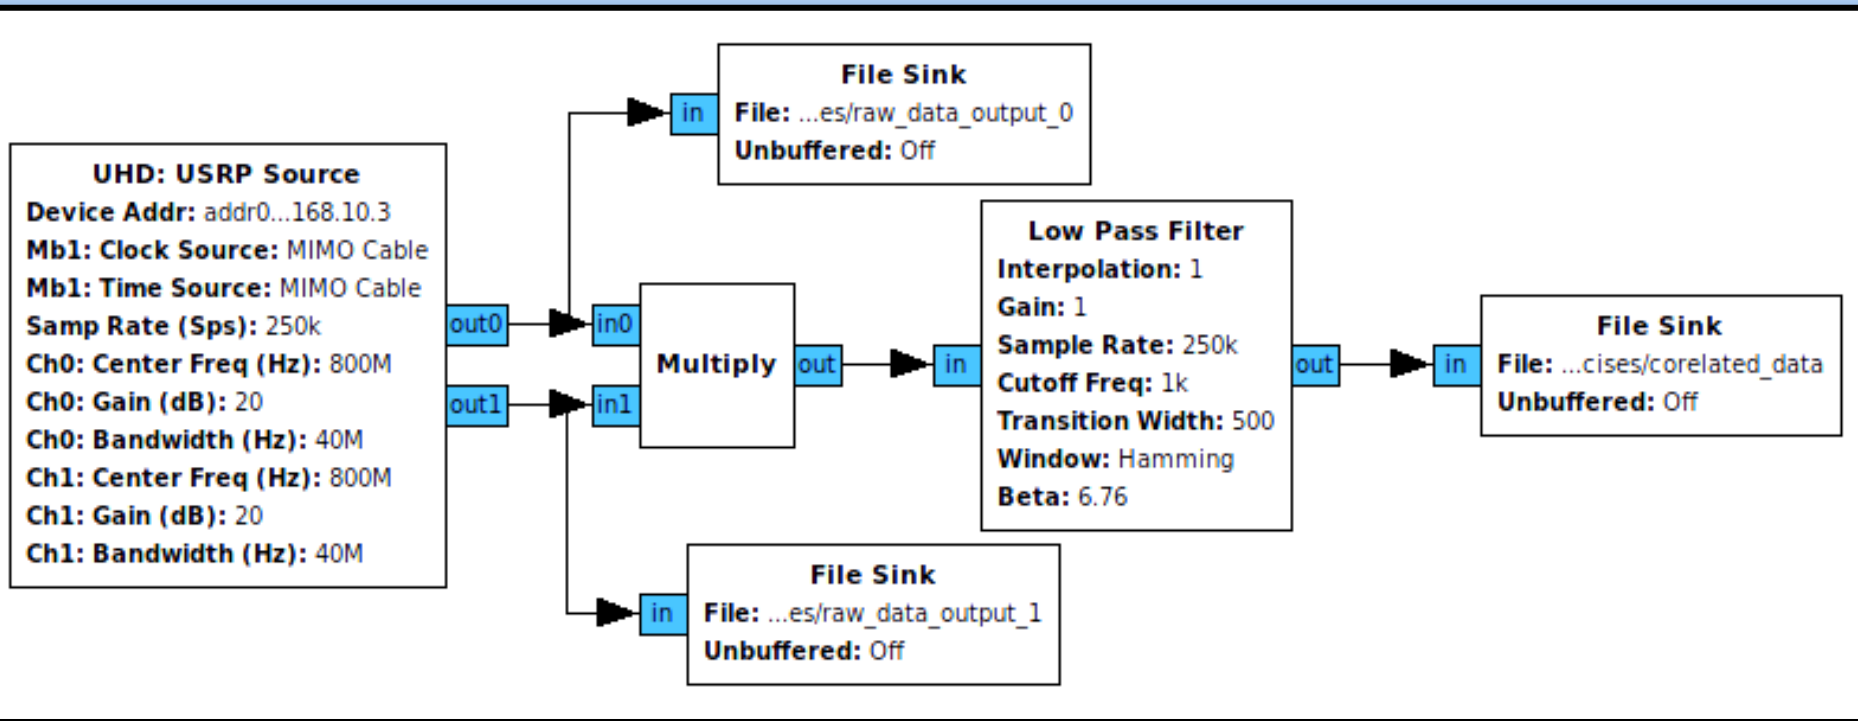 File Sink
File: ...es/raw_data_output_0
Unbuffered: Off
in
UHD: USRP Source
Device Addr: addr0...168.10.3
Mb1: Clock Source: MIMO Cable
Mb1: Time Source: MIMO Cable
Samp Rate (Sps): 250k
Ch0: Center Freq (Hz): 800M
Ch0: Gain (dB): 20
Ch0: Bandwidth (Hz): 40M
Ch1: Center Freq (Hz): 800M
Ch1: Gain (dB): 20
Ch1: Bandwidth (Hz): 40M
out0
out1
in0
in1
Multiply
out
in
Low Pass Filter
Interpolation: 1
Gain: 1
Sample Rate: 250k
Cutoff Freq: 1k
Transition Width: 500
Window: Hamming
Beta: 6.76
out
in
File Sink
File: ...cises/corelated_data
Unbuffered: Off
in
File Sink
File: ...es/raw_data_output_1
Unbuffered: Off